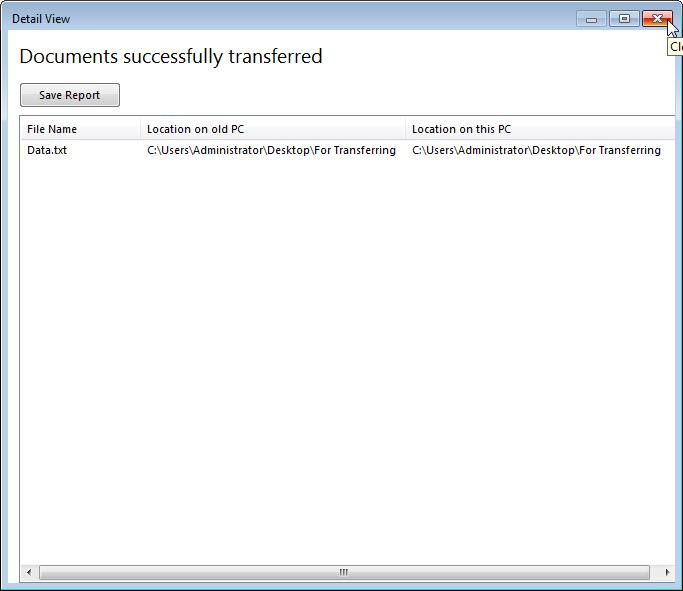 Detail View
Documents successfully transferred
Save Report
File Name Location on old PC Location on this PC
Data.txt C:\Users\Administrator\Desktop\For Transferring C:\Users\Administrator\Desktop\For Transferring